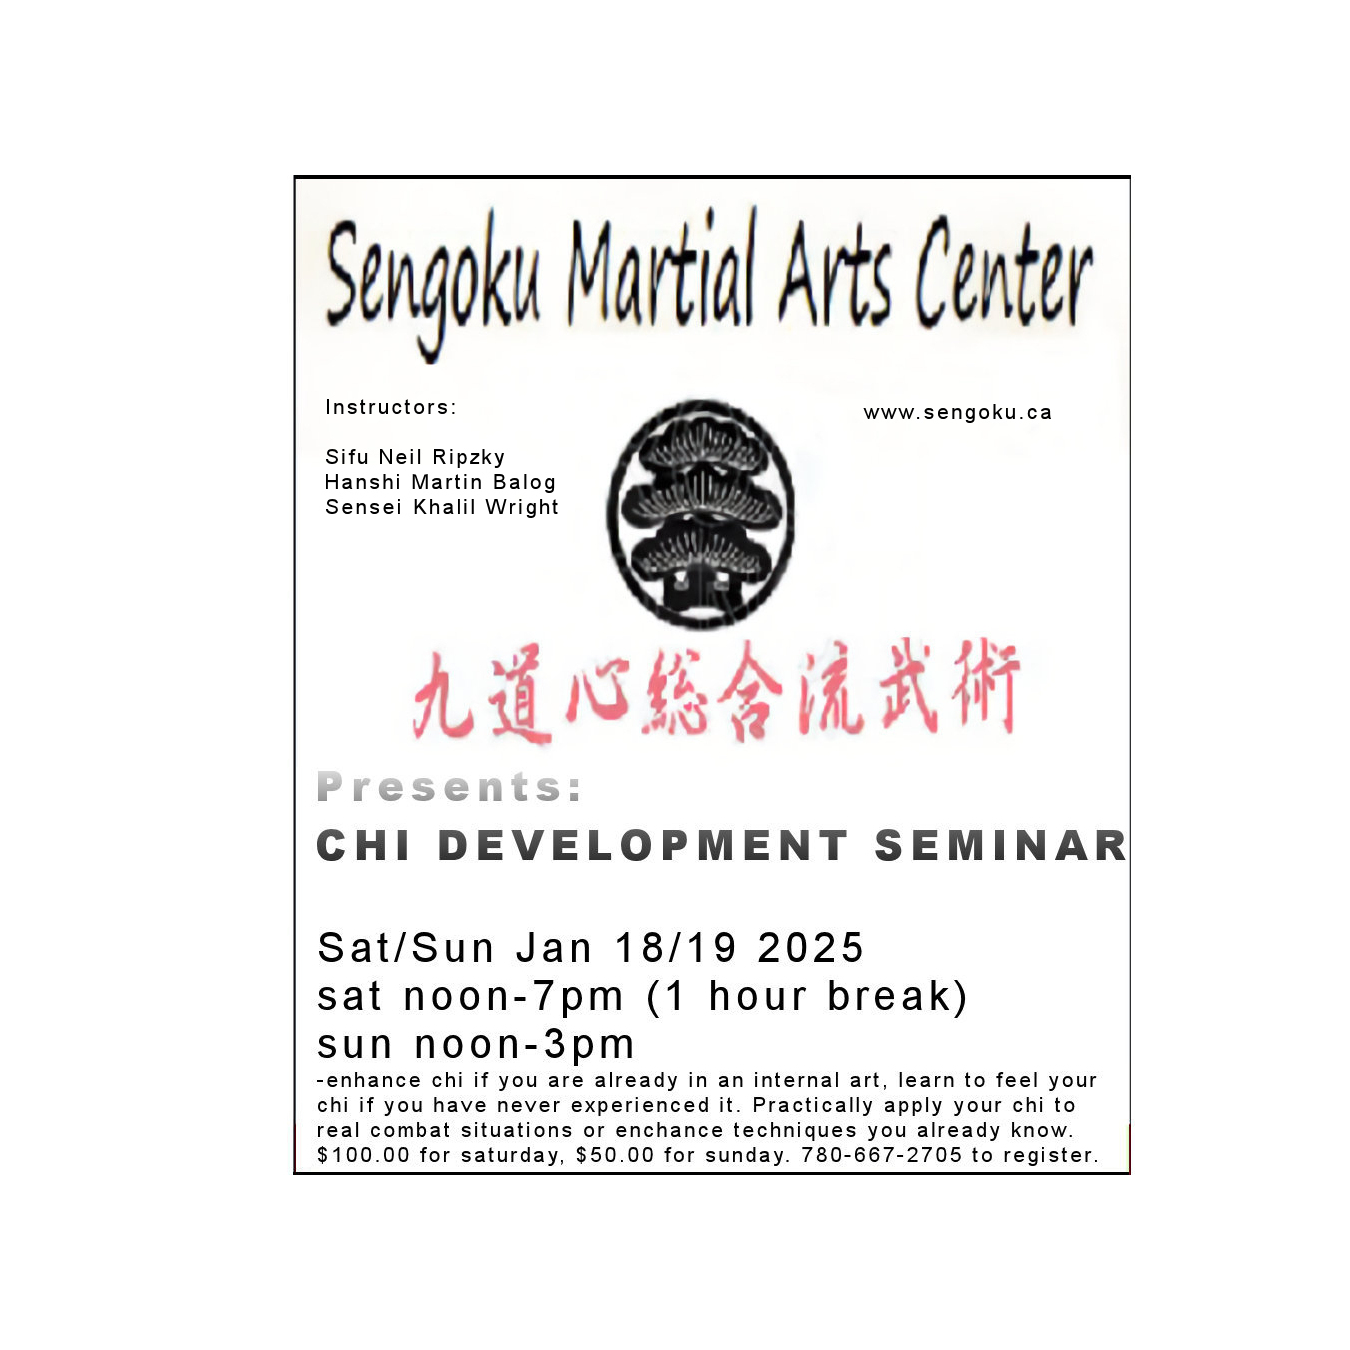 Sengoku Martial Arts Center
Instructors:
www.sengoku.ca
Sifu Neil Ripzky
Hanshi Martin Balog
Sensei Khalil Wright
九道心総合流武術
Presents:
CHI DEVELOPMENT SEMINAR
Sat/Sun Jan 18/19 2025
sat noon-7pm (1 hour break)
sun noon-3pm
-enhance chi if you are already in an internal art, learn to feel your
chi if you have never experienced it. Practically apply your chi to
real combat situations or enchance techniques you already know.
$100.00 for saturday, $50.00 for sunday. 780-667-2705 to register.